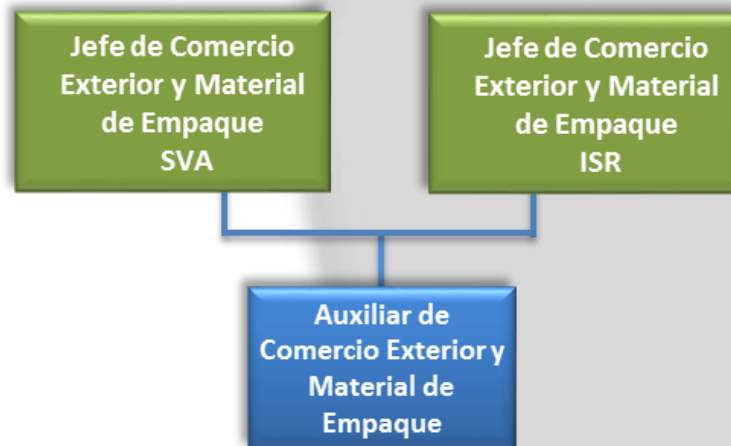 Jefe de Comercio
Exterior y Material
de Empaque
SVA
Jefe de Comercio
Exterior y Material
de Empaque
ISR
Auxiliar de
Comercio Exterior y
Material de
Empaque